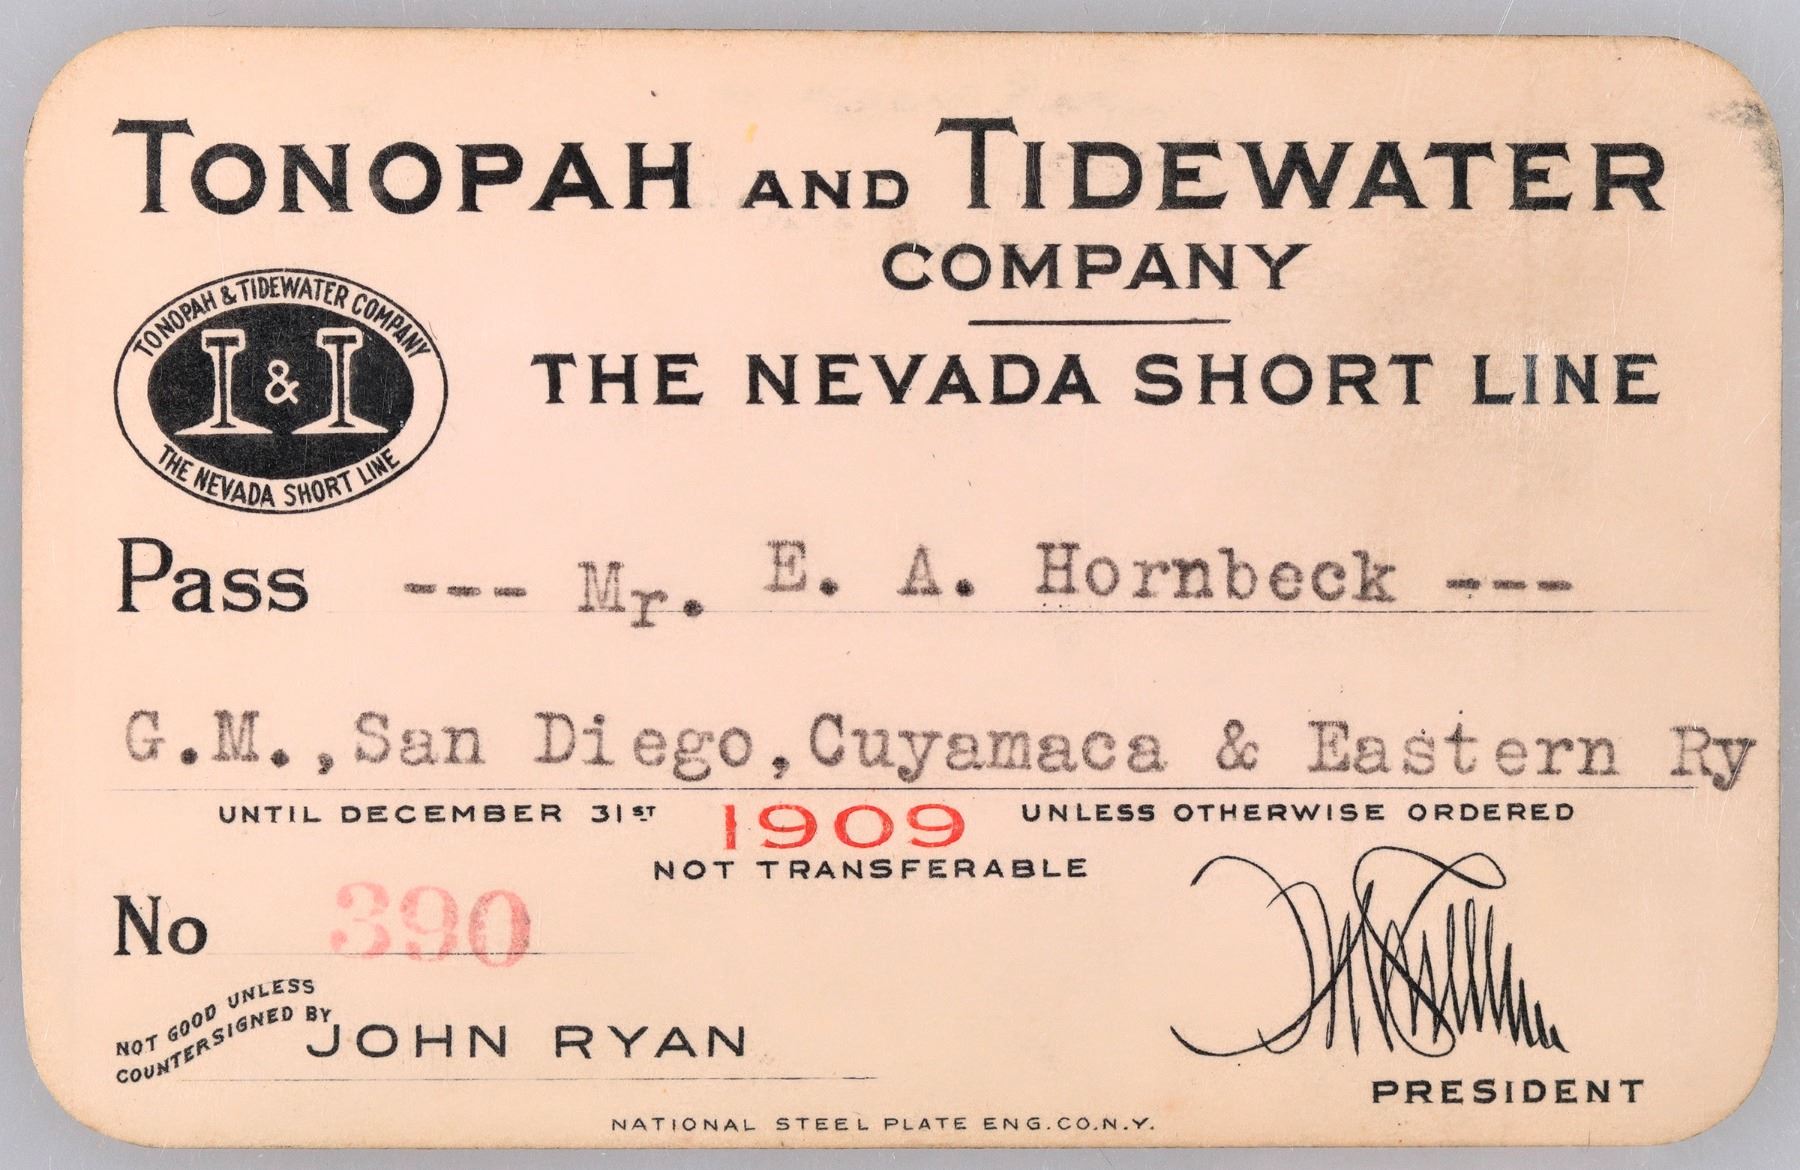 TONOPAH AND TIDEWATER
COMPANY
THE NEVADA SHORT LINE
TONOPAH & TIDEWATER COMPANY
T & T
THE NEVADA SHORT LINE
Pass --- Mr. E. A. Hornbeck ---
G.M.,San Diego,Cuyamaca & Eastern Ry
UNTIL DECEMBER 31ST 1909 UNLESS OTHERWISE ORDERED
NOT TRANSFERABLE
No 390
NOT GOOD UNLESS
COUNTERSIGNED BY JOHN RYAN
PRESIDENT
NATIONAL STEEL PLATE ENG.CO.N.Y.